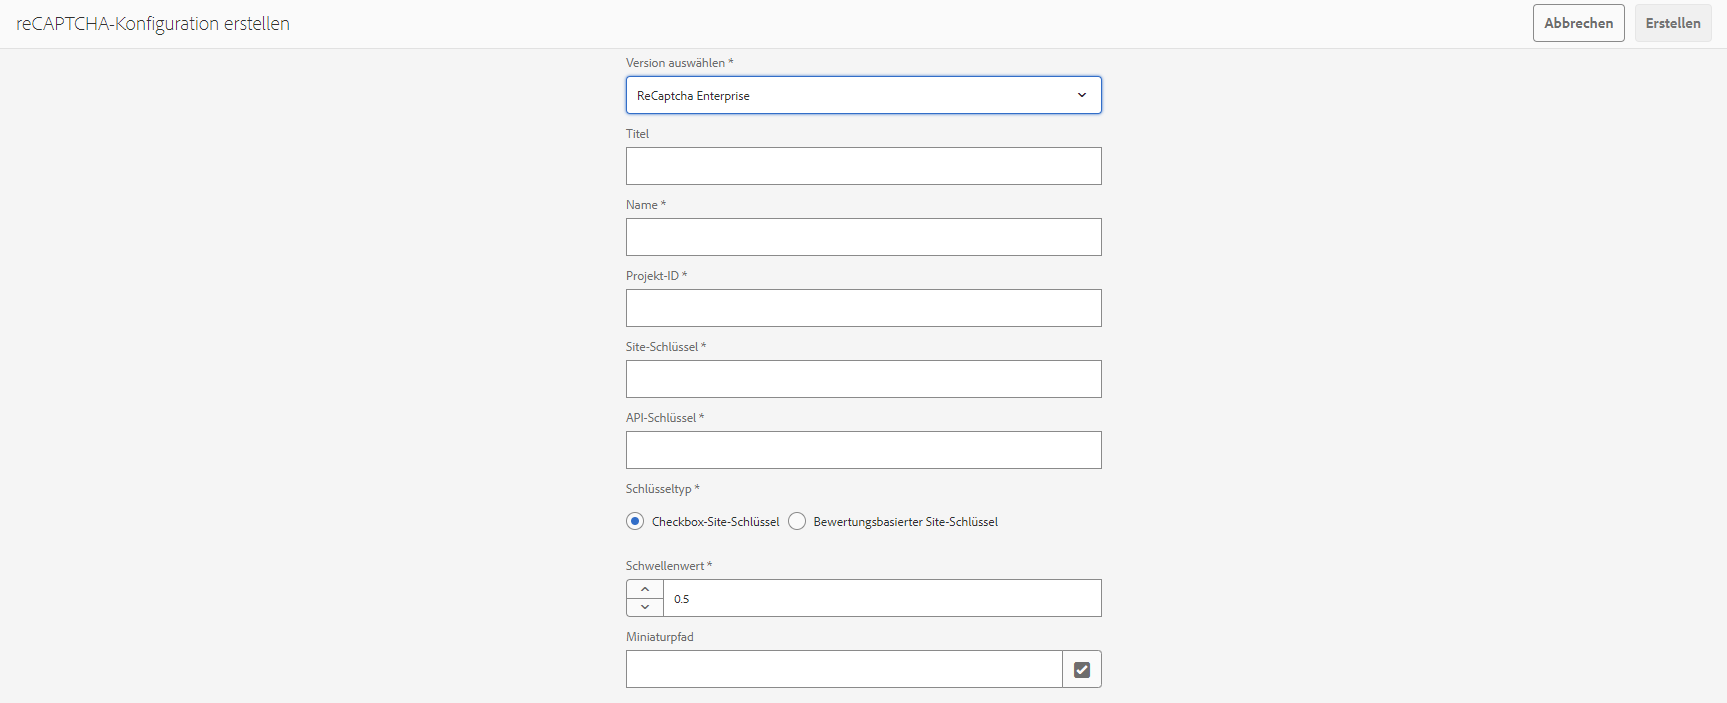 reCAPTCHA-Konfiguration erstellen
Abbrechen
Erstellen
Version auswählen *
ReCaptcha Enterprise
Titel
Name *
Projekt-ID *
Site-Schlüssel *
API-Schlüssel *
Schlüsseltyp *
Checkbox-Site-Schlüssel
Bewertungsbasierter Site-Schlüssel
Schwellenwert *
0.5
Miniaturpfad